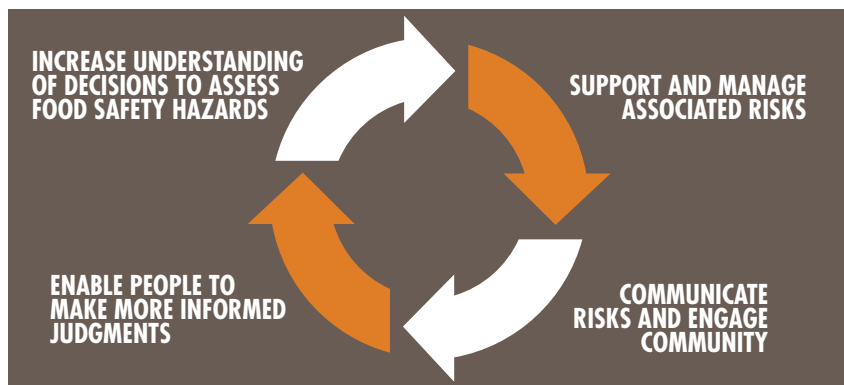 INCREASE UNDERSTANDING
OF DECISIONS TO ASSESS
FOOD SAFETY HAZARDS
SUPPORT AND MANAGE
ASSOCIATED RISKS
COMMUNICATE
RISKS AND ENGAGE
COMMUNITY
ENABLE PEOPLE TO
MAKE MORE INFORMED
JUDGMENTS